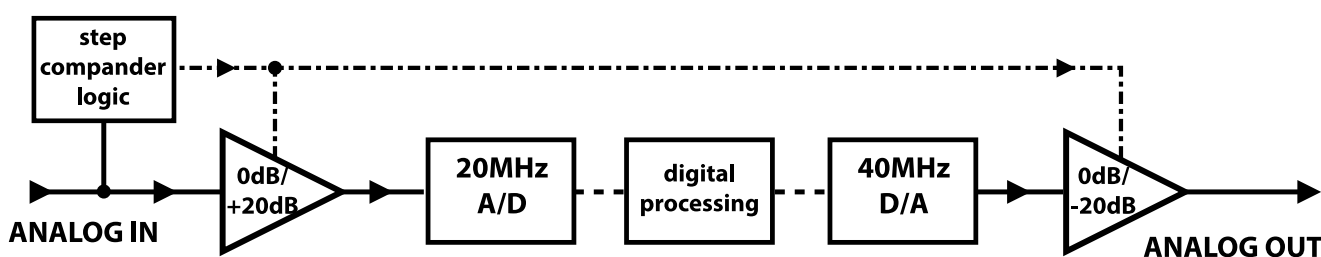 step
compander
logic
0dB/
+20dB
20MHz
A/D
digital
processing
40MHz
D/A
0dB/
-20dB
ANALOG IN
ANALOG OUT